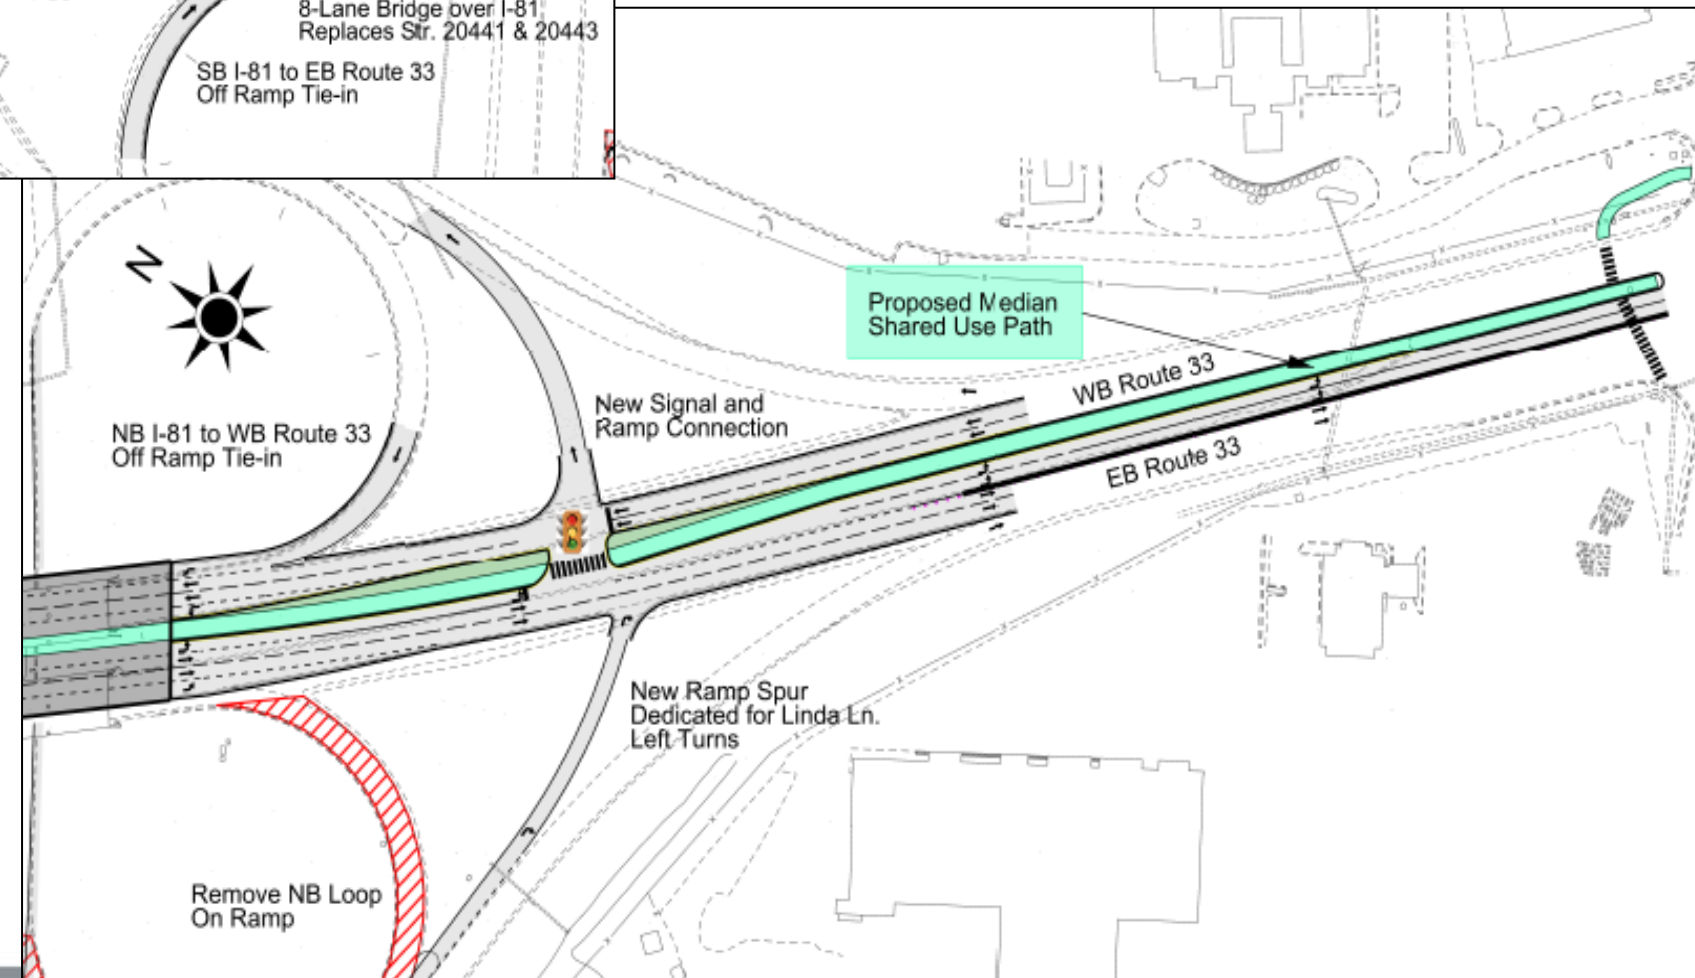 8-Lane Bridge over I-81
Replaces Str. 20441 & 20443
SB I-81 to EB Route 33
Off Ramp Tie-in
N
Proposed Median
Shared Use Path
WB Route 33
EB Route 33
New Signal and
Ramp Connection
NB I-81 to WB Route 33
Off Ramp Tie-in
New Ramp Spur
Dedicated for Linda Ln.
Left Turns
Remove NB Loop
On Ramp